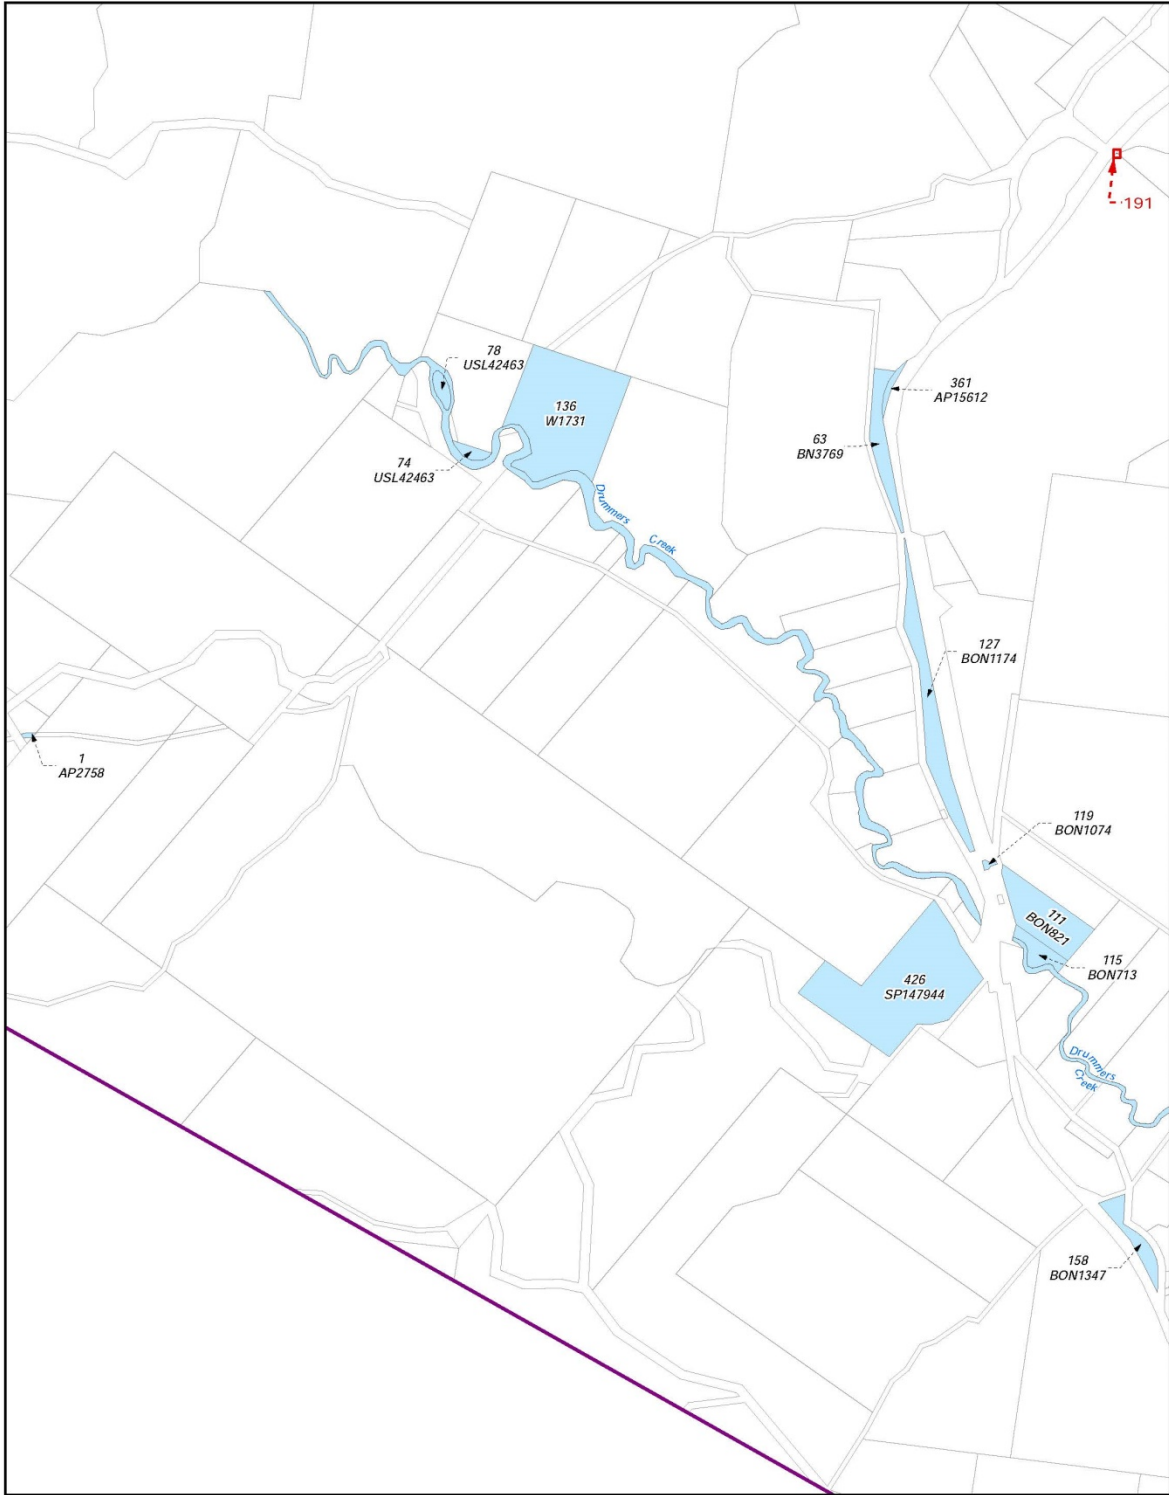 191
78
USL42463
136
W1731
361
AP15612
63
BN3769
74
USL42463
Drummers
Creek
127
BON1174
1
AP2758
119
BON1074
111
BON821
115
BON713
426
SP147944
Drummers
Creek
158
BON1347